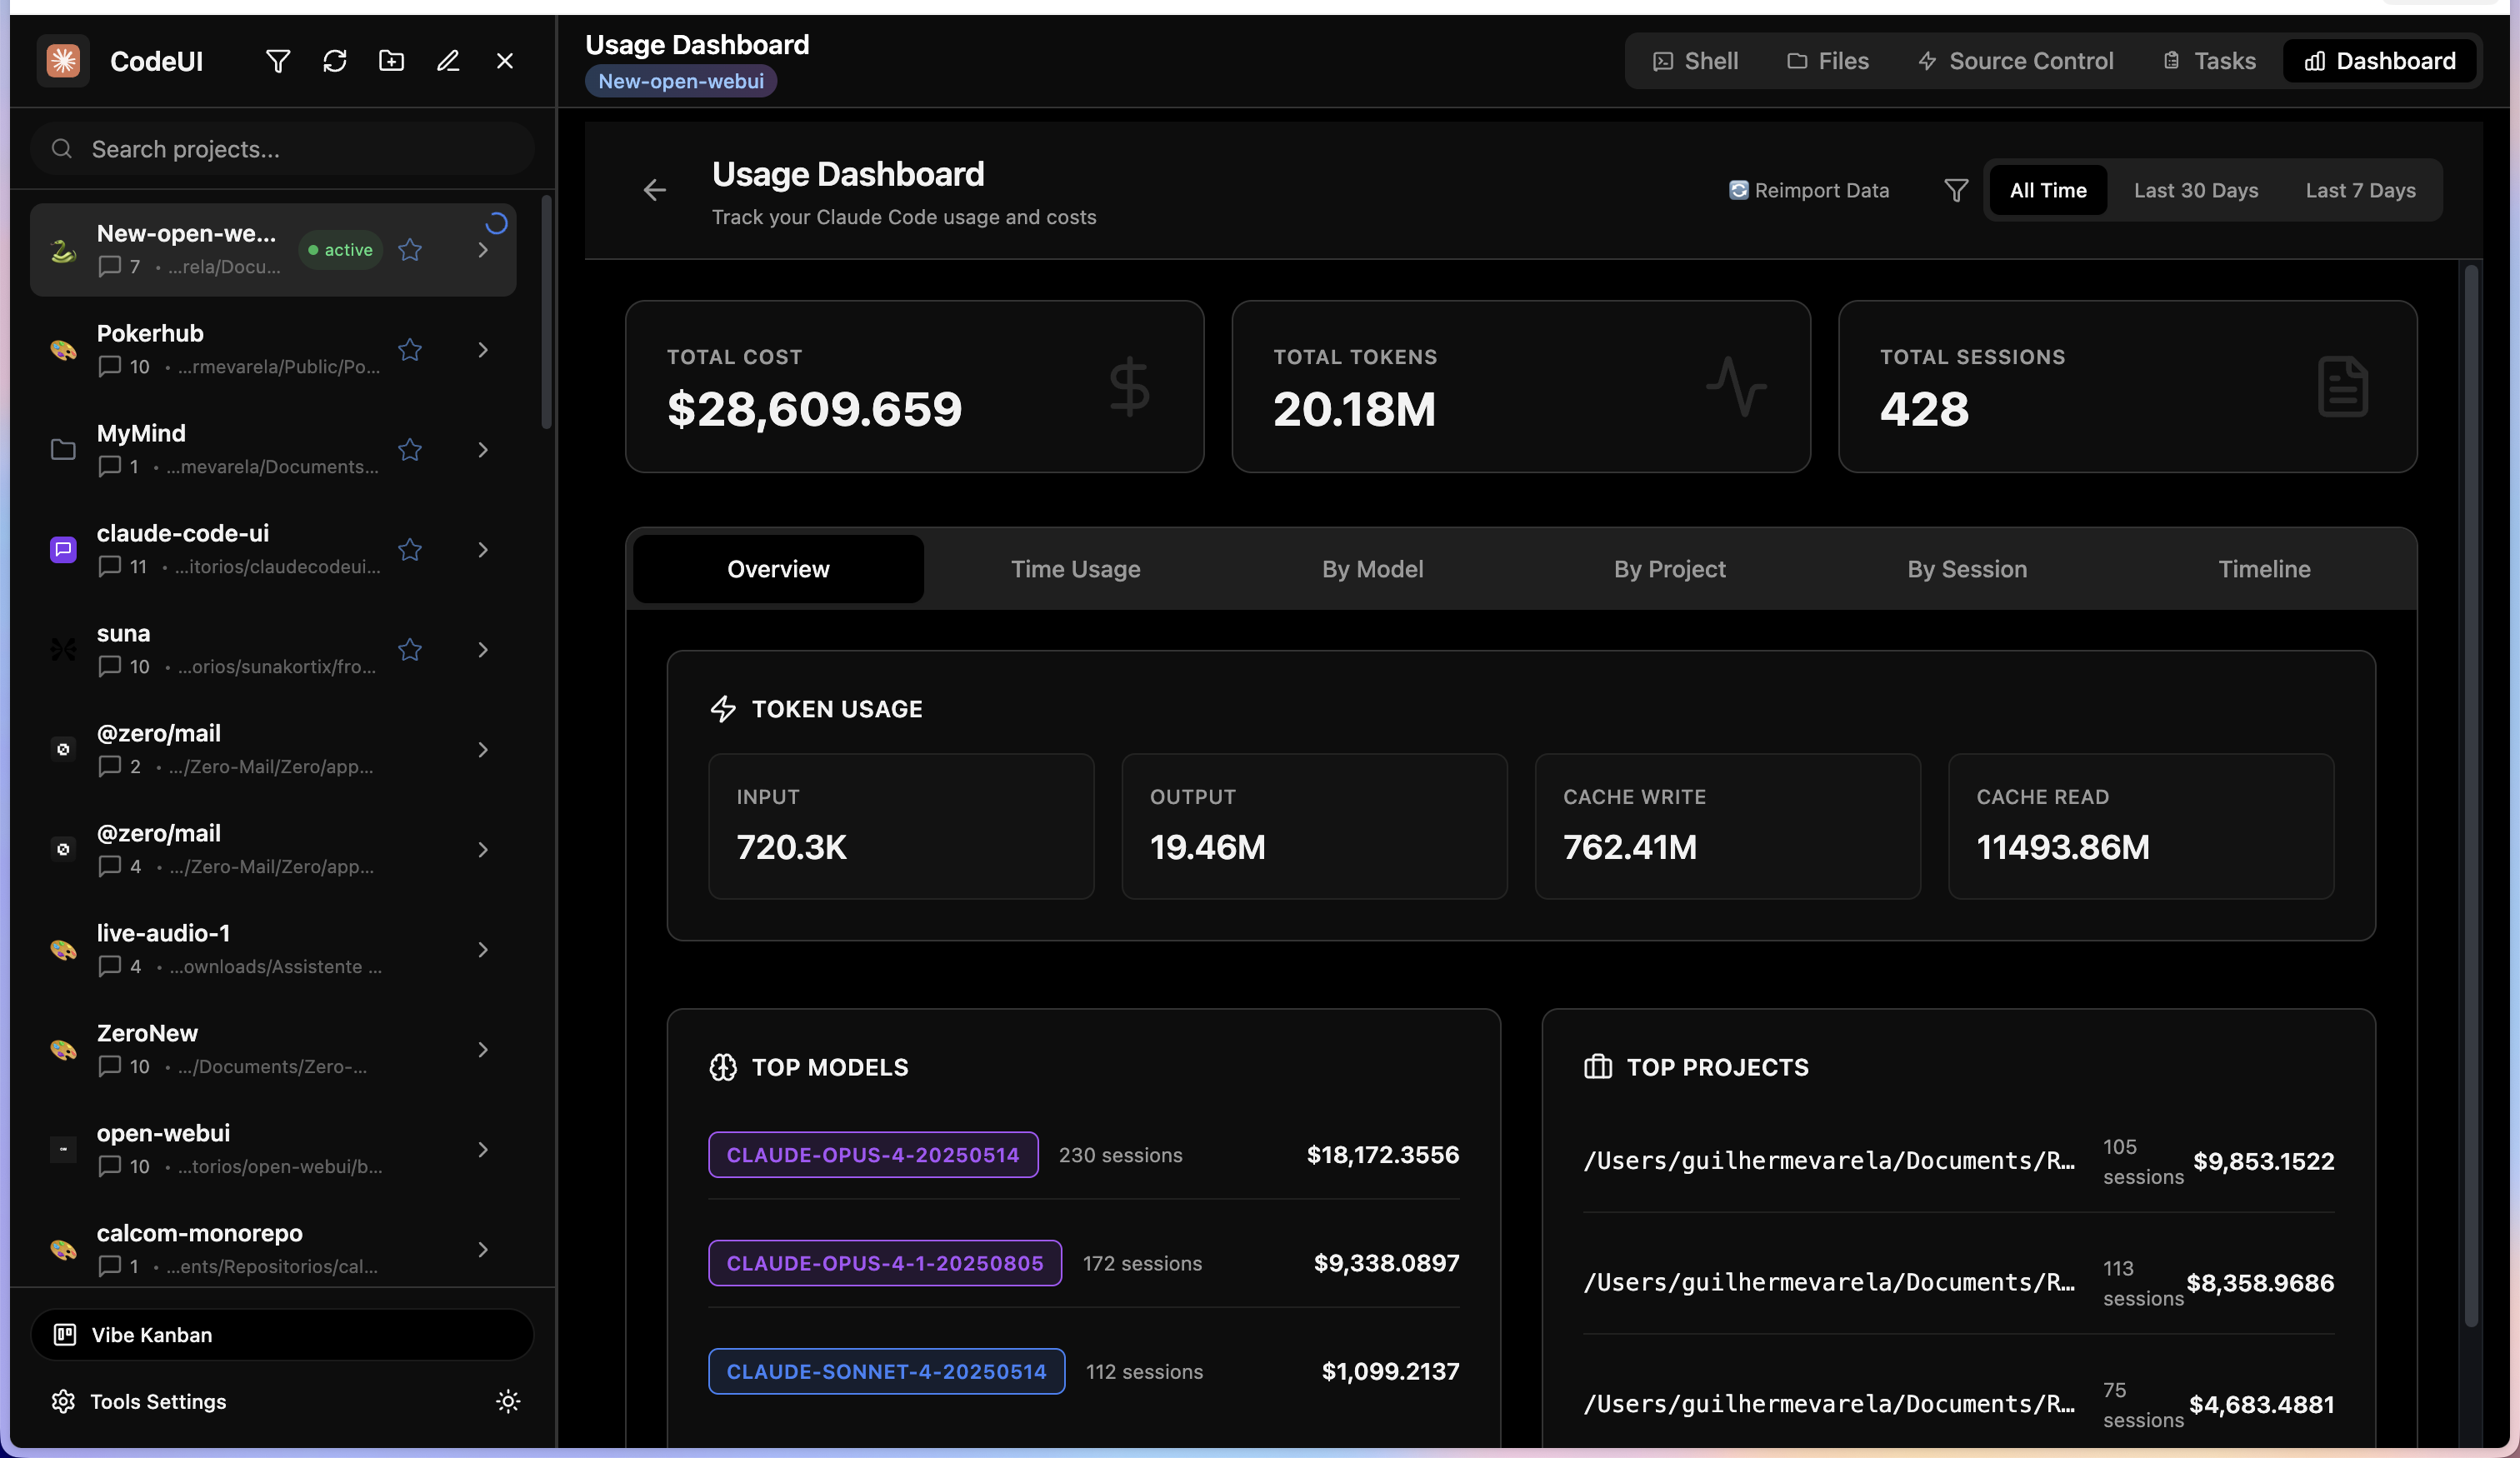 CodeUI
Search projects...
New-open-we...
active
7 • ...rela/Docu...
Pokerhub
10 • ...rmevarela/Public/Po...
MyMind
1 • ...mevarela/Documents...
claude-code-ui
11 • ...itorios/claudecodeui...
suna
10 • ...orios/sunakortix/fro...
@zero/mail
2 • .../Zero-Mail/Zero/app...
@zero/mail
4 • .../Zero-Mail/Zero/app...
live-audio-1
4 • ...ownloads/Assistente ...
ZeroNew
10 • .../Documents/Zero-...
open-webui
10 • ...torios/open-webui/b...
calcom-monorepo
1 • ...ents/Repositorios/cal...
Vibe Kanban
Tools Settings
Usage Dashboard
New-open-webui
Shell Files Source Control Tasks Dashboard
Usage Dashboard
Track your Claude Code usage and costs
Reimport Data All Time Last 30 Days Last 7 Days
TOTAL COST
$28,609.659
TOTAL TOKENS
20.18M
TOTAL SESSIONS
428
Overview Time Usage By Model By Project By Session Timeline
TOKEN USAGE
INPUT
720.3K
OUTPUT
19.46M
CACHE WRITE
762.41M
CACHE READ
11493.86M
TOP MODELS
CLAUDE-OPUS-4-20250514 230 sessions $18,172.3556
CLAUDE-OPUS-4-1-20250805 172 sessions $9,338.0897
CLAUDE-SONNET-4-20250514 112 sessions $1,099.2137
TOP PROJECTS
/Users/guilhermevarela/Documents/R… 105 sessions $9,853.1522
/Users/guilhermevarela/Documents/R… 113 sessions $8,358.9686
/Users/guilhermevarela/Documents/R… 75 sessions $4,683.4881